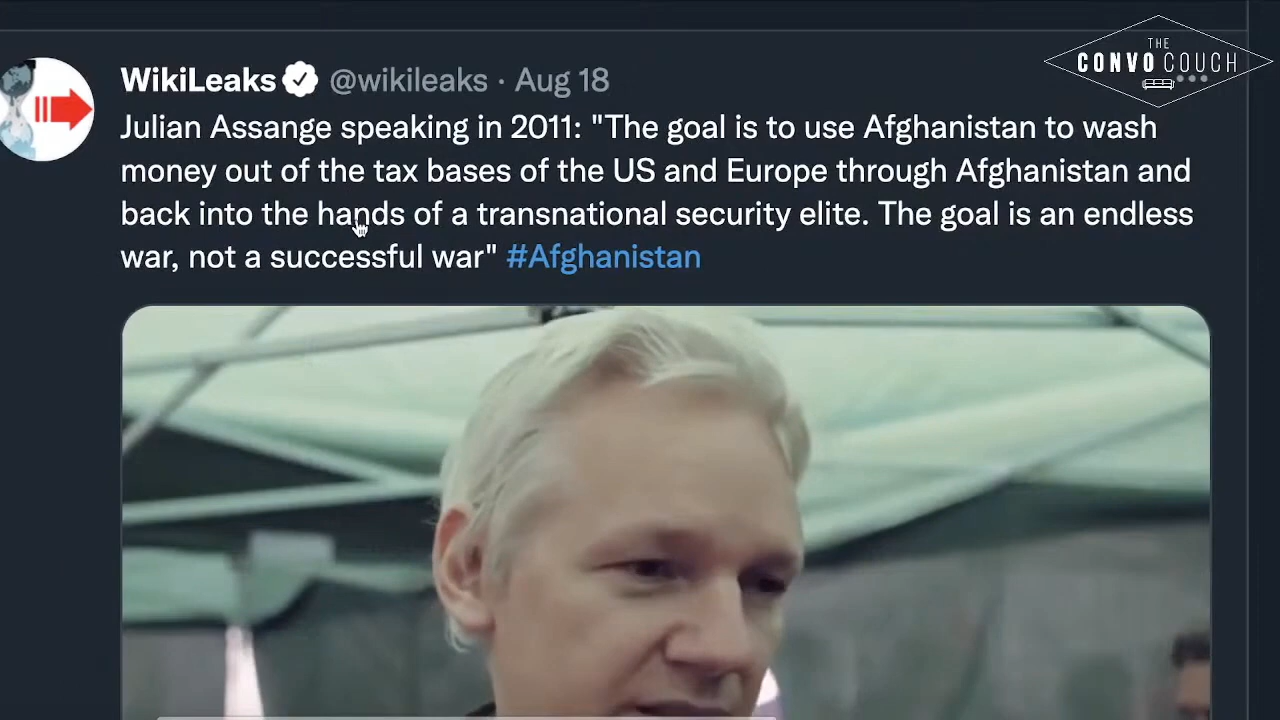 THE
CONVO COUCH
WikiLeaks @wikileaks · Aug 18
Julian Assange speaking in 2011: "The goal is to use Afghanistan to wash
money out of the tax bases of the US and Europe through Afghanistan and
back into the hands of a transnational security elite. The goal is an endless
war, not a successful war" #Afghanistan